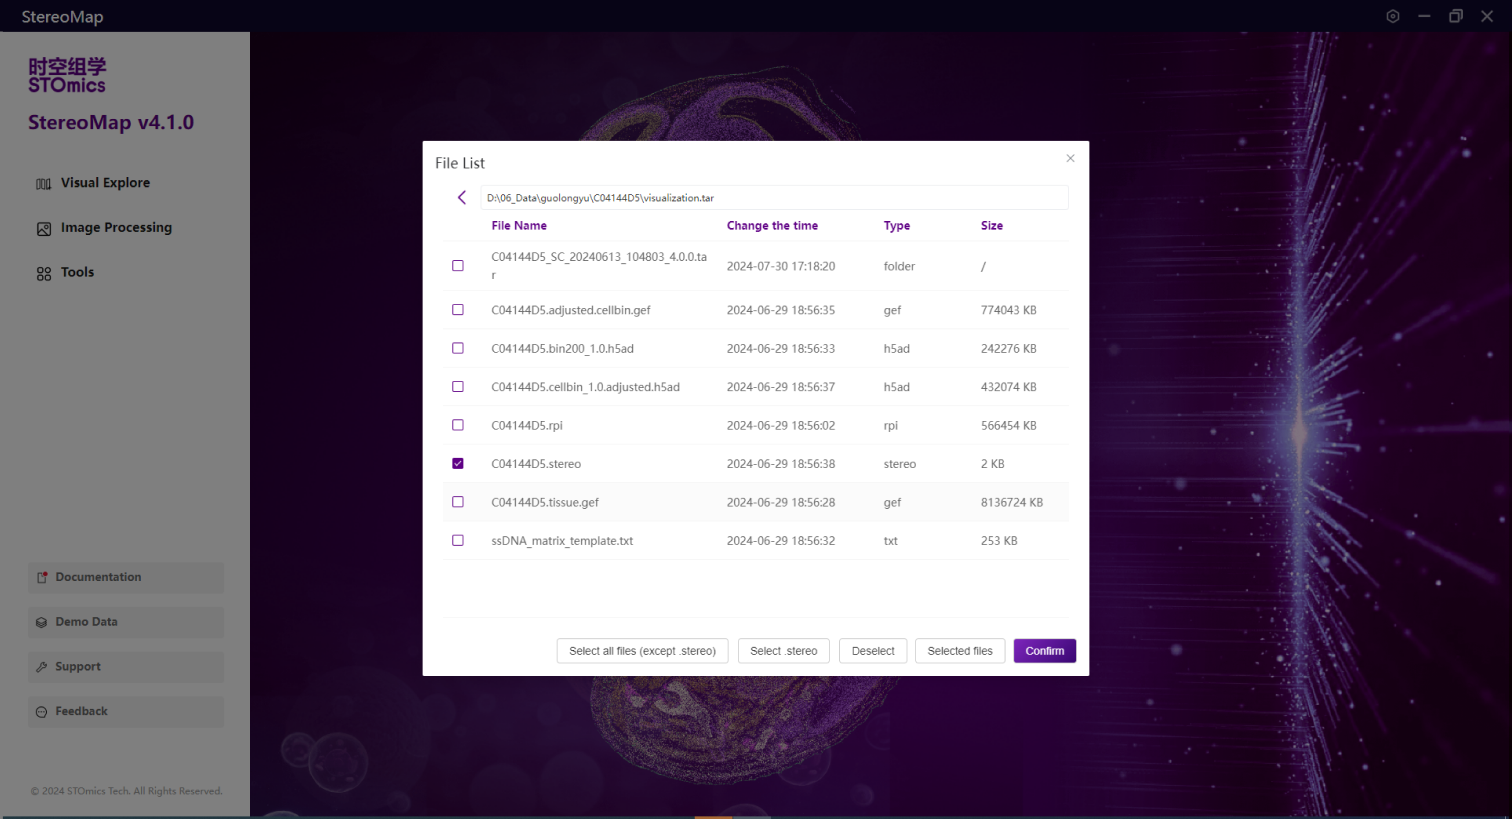 StereoMap
时空组学
STOmics
StereoMap v4.1.0
Visual Explore
Image Processing
Tools
Documentation
Demo Data
Support
Feedback
© 2024 STOmics Tech. All Rights Reserved.
File List
D:\06_Data\guolongyu\C04144D5\visualization.tar
File Name Change the time Type Size
C04144D5_SC_20240613_104803_4.0.0.ta
r 2024-07-30 17:18:20 folder /
C04144D5.adjusted.cellbin.gef 2024-06-29 18:56:35 gef 774043 KB
C04144D5.bin200_1.0.h5ad 2024-06-29 18:56:33 h5ad 242276 KB
C04144D5.cellbin_1.0.adjusted.h5ad 2024-06-29 18:56:37 h5ad 432074 KB
C04144D5.rpi 2024-06-29 18:56:02 rpi 566454 KB
C04144D5.stereo 2024-06-29 18:56:38 stereo 2 KB
C04144D5.tissue.gef 2024-06-29 18:56:28 gef 8136724 KB
ssDNA_matrix_template.txt 2024-06-29 18:56:32 txt 253 KB
Select all files (except .stereo) Select .stereo Deselect Selected files Confirm